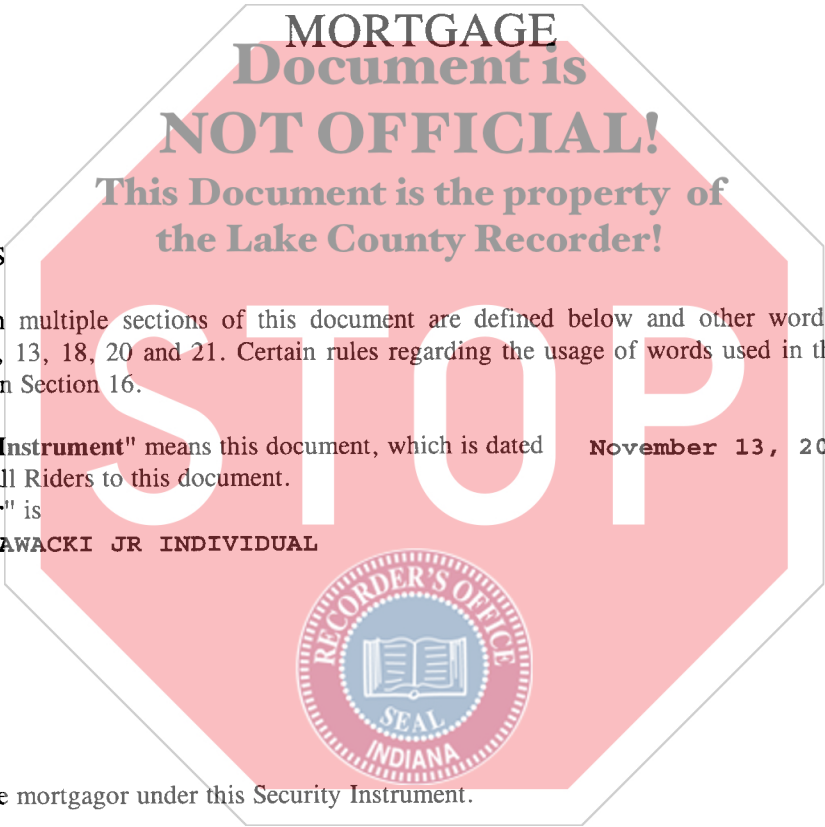 MORTGAGE
Document is
NOT OFFICIAL!
This Document is the property of
the Lake County Recorder!
S
multiple sections of this document are defined below and other word
, 13, 18, 20 and 21. Certain rules regarding the usage of words used in th
n Section 16.
STOP
Instrument" means this document, which is dated November 13, 20
ll Riders to this document.
r" is
AWACKI JR INDIVIDUAL
RECORDER'S OFFICE
SEAL
INDIANA
e mortgagor under this Security Instrument.